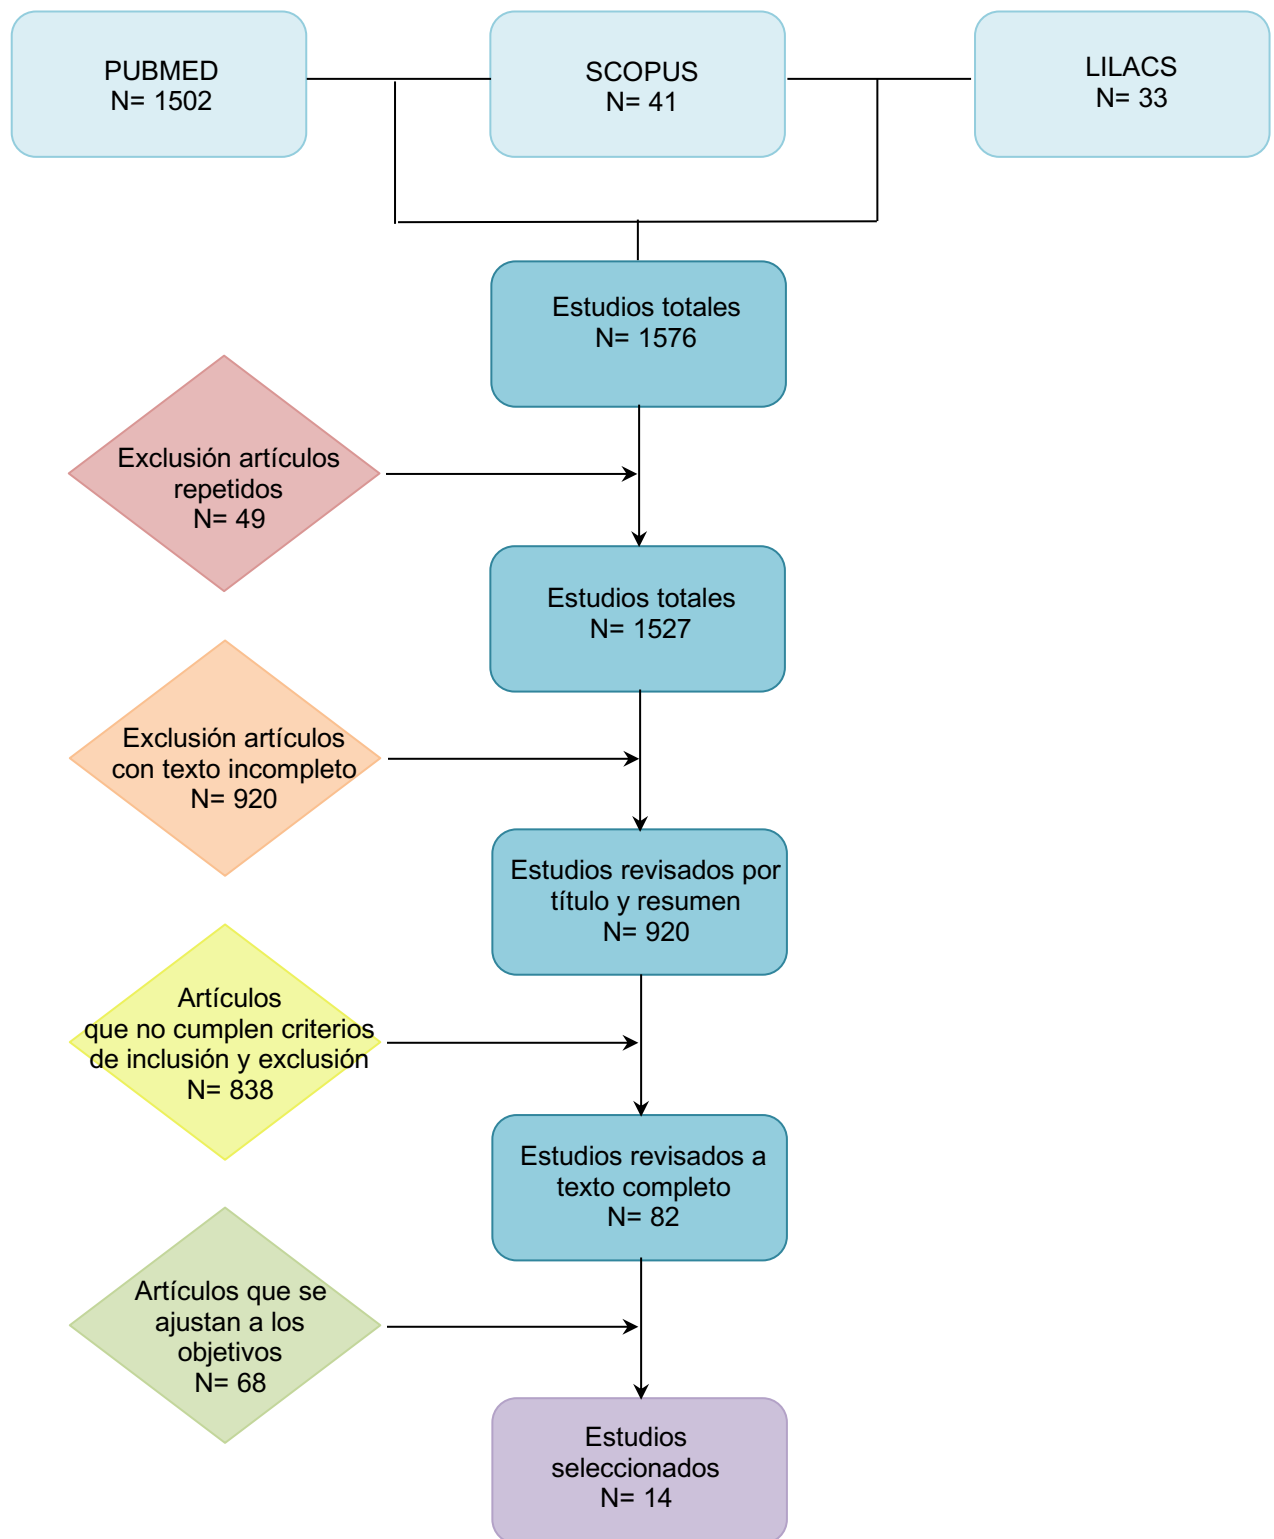 PUBMED
N= 1502
SCOPUS
N= 41
LILACS
N= 33
Estudios totales
N= 1576
Exclusión artículos
repetidos
N= 49
Estudios totales
N= 1527
Exclusión artículos
con texto incompleto
N= 920
Estudios revisados por
título y resumen
N= 920
Artículos
que no cumplen criterios
de inclusión y exclusión
N= 838
Estudios revisados a
texto completo
N= 82
Artículos que se
ajustan a los
objetivos
N= 68
Estudios
seleccionados
N= 14